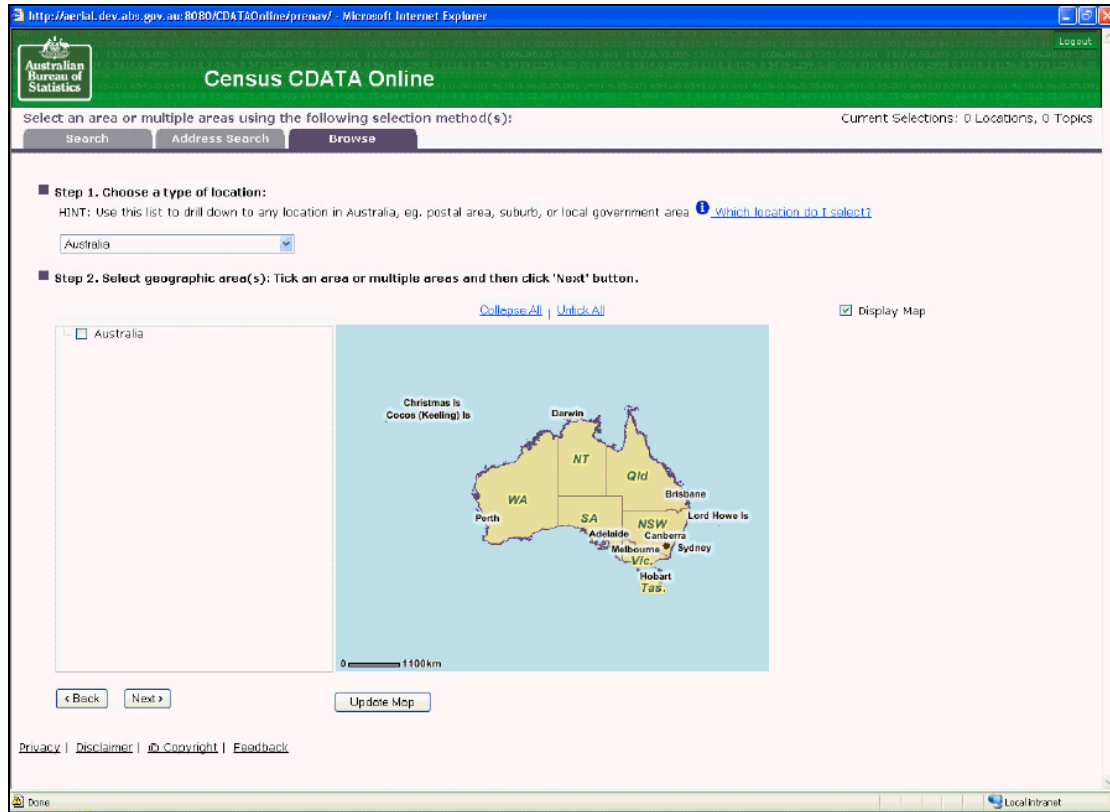 http://aerial.dev.abs.gov.au:8080/CDATAOnline/prenav/ - Microsoft Internet Explorer
Logout
Australian
Bureau of
Statistics
Census CDATA Online
Select an area or multiple areas using the following selection method(s):
Current Selections: 0 Locations, 0 Topics
Search Address Search Browse
Step 1. Choose a type of location:
HINT: Use this list to drill down to any location in Australia, eg. postal area, suburb, or local government area Which location do I select?
Australia
Step 2. Select geographic area(s): Tick an area or multiple areas and then click 'Next' button.
Collapse All | Untick All
Display Map
Australia
Christmas Is
Cocos (Keeling) Is
Darwin
NT
Qld
WA
Brisbane
Perth
SA
NSW
Lord Howe Is
Adelaide
Canberra
Melbourne
Sydney
Vic.
Hobart
Tas.
0 1100km
< Back Next > Update Map
Privacy | Disclaimer | © Copyright | Feedback
Done
Local intranet